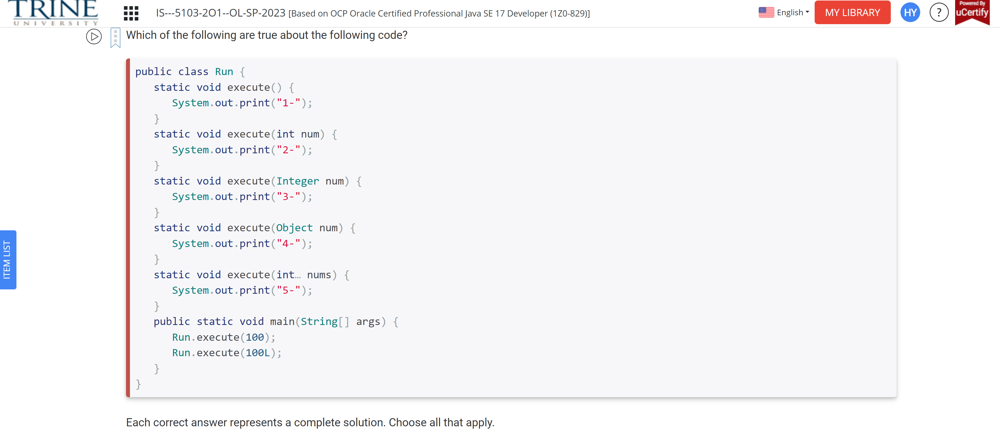 TRINE
UNIVERSITY
IS---5103-2O1--OL-SP-2023 [Based on OCP Oracle Certified Professional Java SE 17 Developer (1Z0-829)]
English
MY LIBRARY
HY
?
Powered By
uCertify
Which of the following are true about the following code?
public class Run {
   static void execute() {
      System.out.print("1-");
   }
   static void execute(int num) {
      System.out.print("2-");
   }
   static void execute(Integer num) {
      System.out.print("3-");
   }
   static void execute(Object num) {
      System.out.print("4-");
   }
   static void execute(int… nums) {
      System.out.print("5-");
   }
   public static void main(String[] args) {
      Run.execute(100);
      Run.execute(100L);
   }
}
ITEM LIST
Each correct answer represents a complete solution. Choose all that apply.